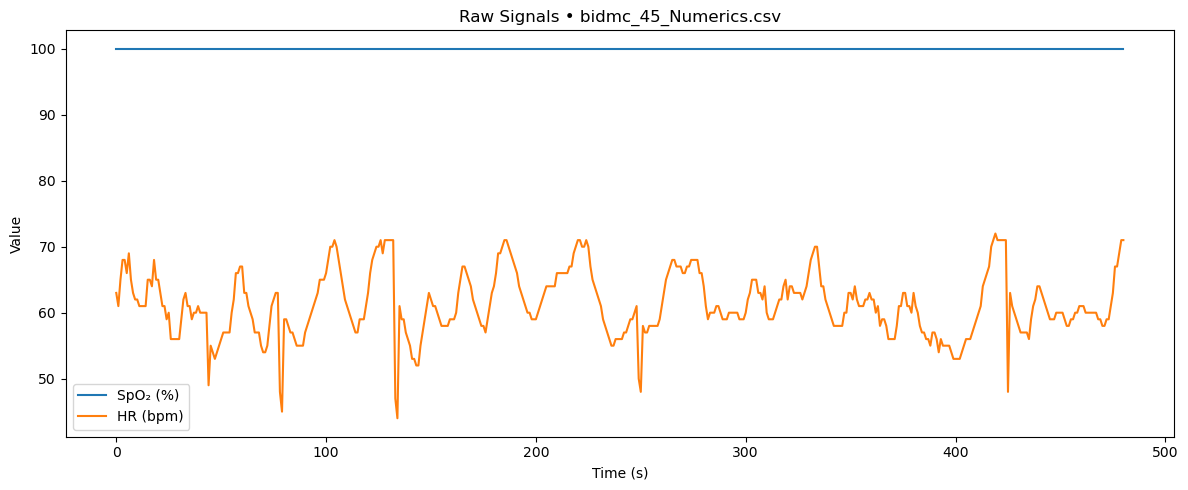 Raw Signals • bidmc_45_Numerics.csv
Value
100
90
80
70
60
50
SpO₂ (%)
HR (bpm)
0
100
200
300
400
500
Time (s)